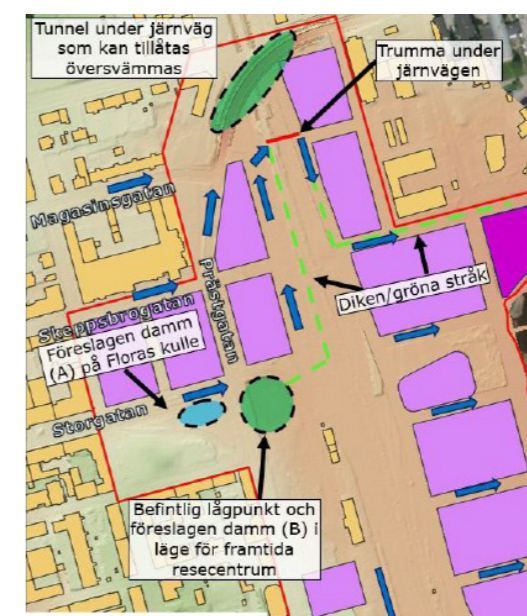 Tunnel under järnväg
som kan tillåtas
översvämmas
Trumma under
järnvägen
Magasinsgatan
Prästgatan
Skeppsbrogatan
Diken/gröna stråk
Föreslagen damm
(A) på Floras kulle
Storgatan
Befintlig lågpunkt och
föreslagen damm (B) i
läge för framtida
resecentrum